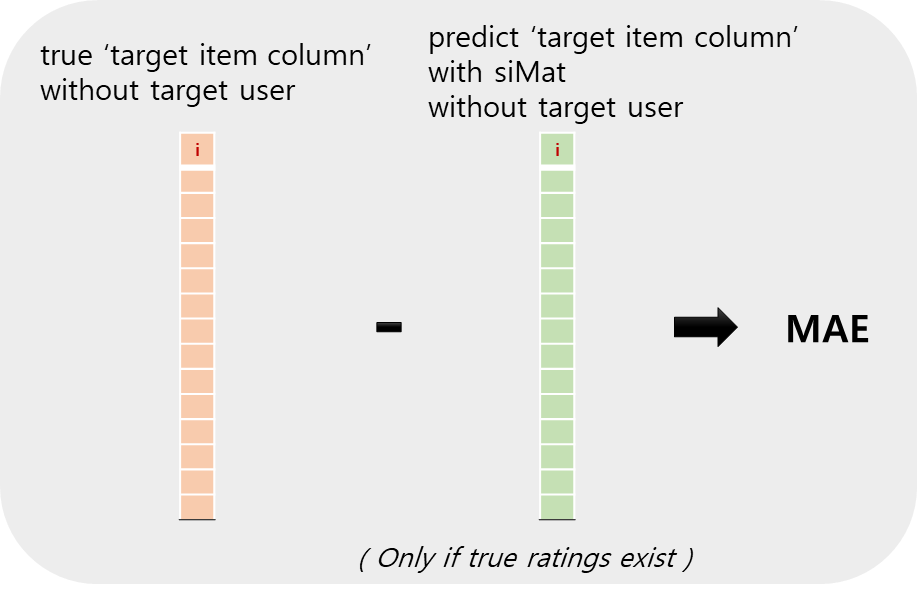 true ‘target item column’
without target user
predict ‘target item column’
with siMat
without target user
i
i
-
MAE
( Only if true ratings exist )